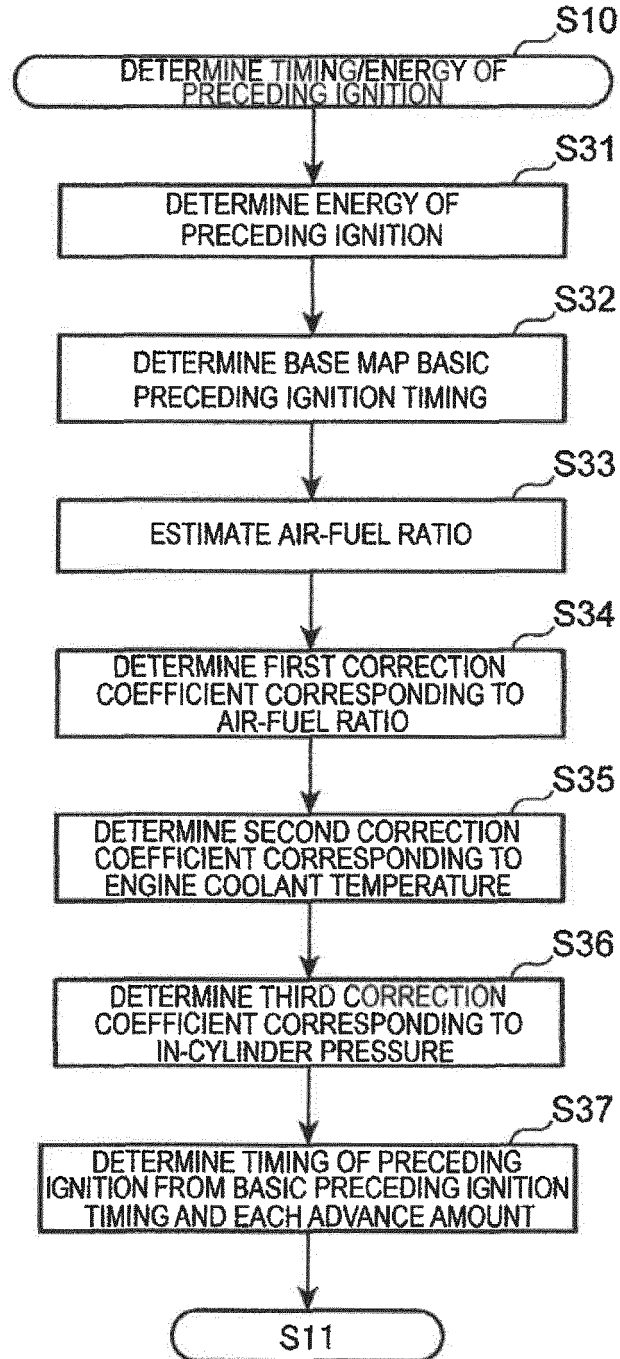 S10
DETERMINE TIMING/ENERGY OF
PRECEDING IGNITION
S31
DETERMINE ENERGY OF
PRECEDING IGNITION
S32
DETERMINE BASE MAP BASIC
PRECEDING IGNITION TIMING
S33
ESTIMATE AIR-FUEL RATIO
S34
DETERMINE FIRST CORRECTION
COEFFICIENT CORRESPONDING TO
AIR-FUEL RATIO
S35
DETERMINE SECOND CORRECTION
COEFFICIENT CORRESPONDING TO
ENGINE COOLANT TEMPERATURE
S36
DETERMINE THIRD CORRECTION
COEFFICIENT CORRESPONDING TO
IN-CYLINDER PRESSURE
S37
DETERMINE TIMING OF PRECEDING
IGNITION FROM BASIC PRECEDING IGNITION
TIMING AND EACH ADVANCE AMOUNT
S11